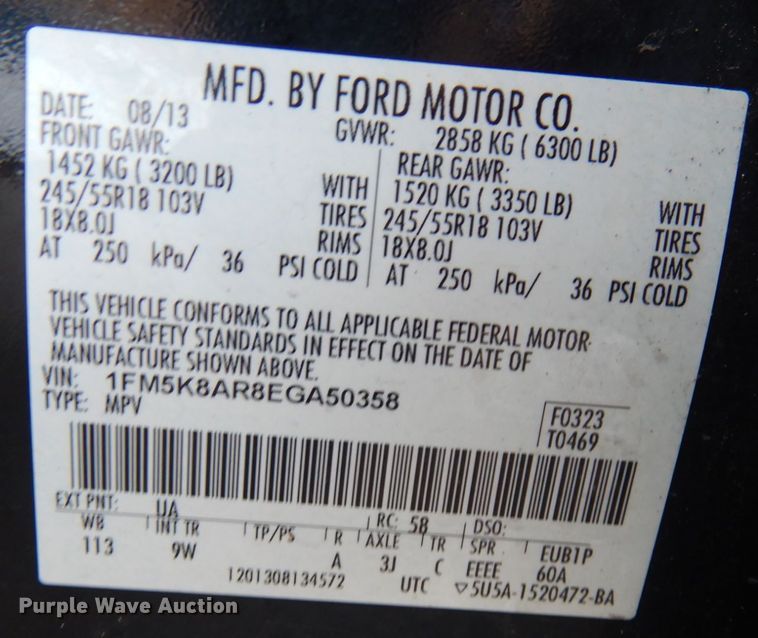 MFD. BY FORD MOTOR CO.
DATE: 08/13 GVWR: 2858 KG ( 6300 LB)
FRONT GAWR: REAR GAWR:
1452 KG ( 3200 LB) WITH 1520 KG ( 3350 LB) WITH
245/55R18 103V TIRES 245/55R18 103V TIRES
18X8.0J RIMS 18X8.0J RIMS
AT 250 kPa/ 36 PSI COLD AT 250 kPa/ 36 PSI COLD
THIS VEHICLE CONFORMS TO ALL APPLICABLE FEDERAL MOTOR
VEHICLE SAFETY STANDARDS IN EFFECT ON THE DATE OF
MANUFACTURE SHOWN ABOVE.
VIN: 1FM5K8AR8EGA50358
TYPE: MPV
F0323
T0469
EXT PNT: UA RC: 58 DSO:
WB INT TR TP/PS R AXLE TR SPR EUB1P
113 9W A 3J C EEEE 60A
1201308134572 UTC ▽5U5A-1520472-BA
Purple Wave Auction